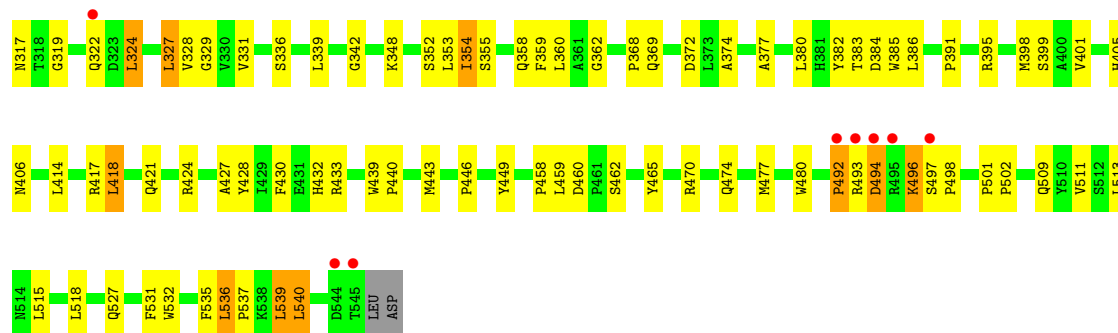 N317 T318 G319 Q322 D323 L324 L327 V328 G329 V330 V331 S336 L339 G342 K348 S352 L353 I354 S355 Q358 F359 L360 A361 G362 P368 Q369 D372 L373 A374 A377 L380 H381 Y382 T383 D384 W385 L386 P391 R395 M398 S399 A400 V401 H405
N406 L414 R417 L418 Q421 R424 A427 Y428 I429 F430 E431 H432 R433 W439 P440 M443 P446 Y449 P458 L459 D460 P461 S462 Y465 R470 Q474 M477 W480 P492 R493 D494 R495 K496 S497 P498 P501 P502 Q509 Y510 V511 S512 L513
N514 L515 L518 Q527 F531 W532 F535 L536 P537 K538 L539 L540 D544 T545 LEU ASP